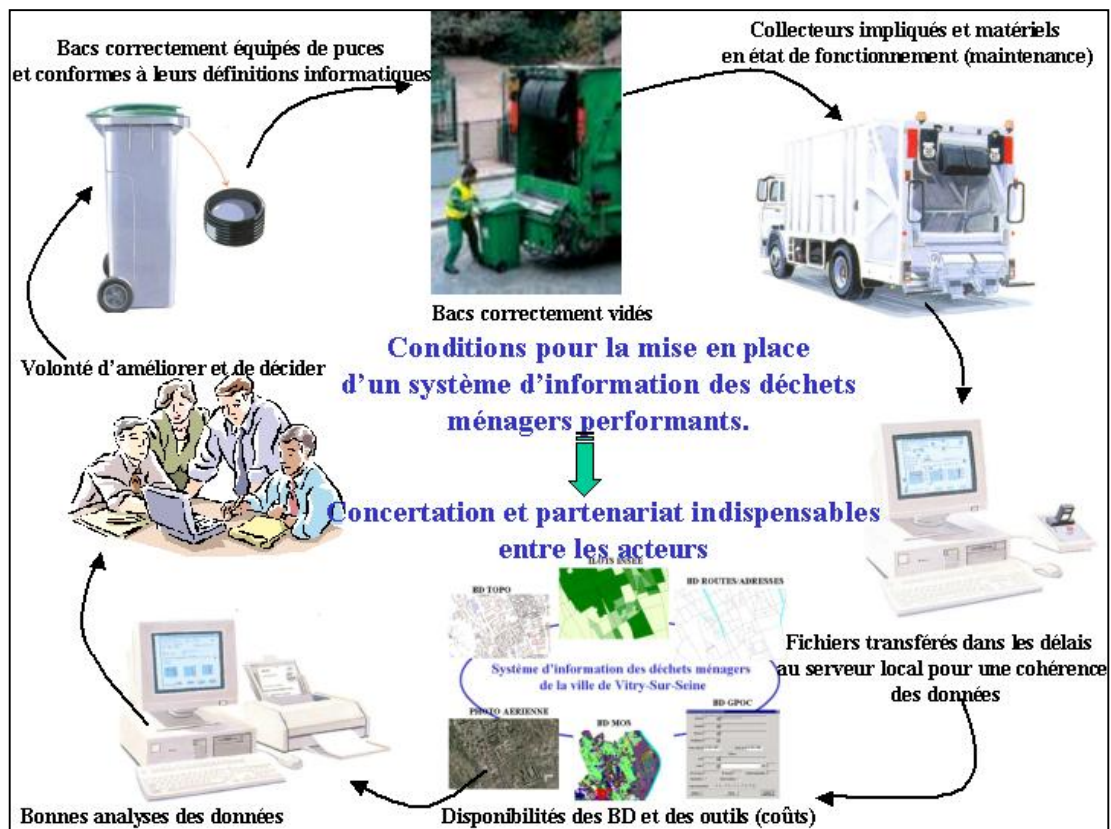 Bacs correctement équipés de puces
et conformes à leurs définitions informatiques
Collecteurs impliqués et matériels
en état de fonctionnement (maintenance)
Bacs correctement vidés
Conditions pour la mise en place
d'un système d'information des déchets
ménagers performants.
Volonté d'améliorer et de décider
Concertation et partenariat indispensables
entre les acteurs
ILOTS INSEE
BD TOPO
BD ROUTES/ADRESSES
Système d'information des déchets ménagers
de la ville de Vitry-Sur-Seine
PHOTO AERIENNE
BD MOS
BD GPOC
Fichiers transférés dans les délais
au serveur local pour une cohérence
des données
Bonnes analyses des données
Disponibilités des BD et des outils (coûts)